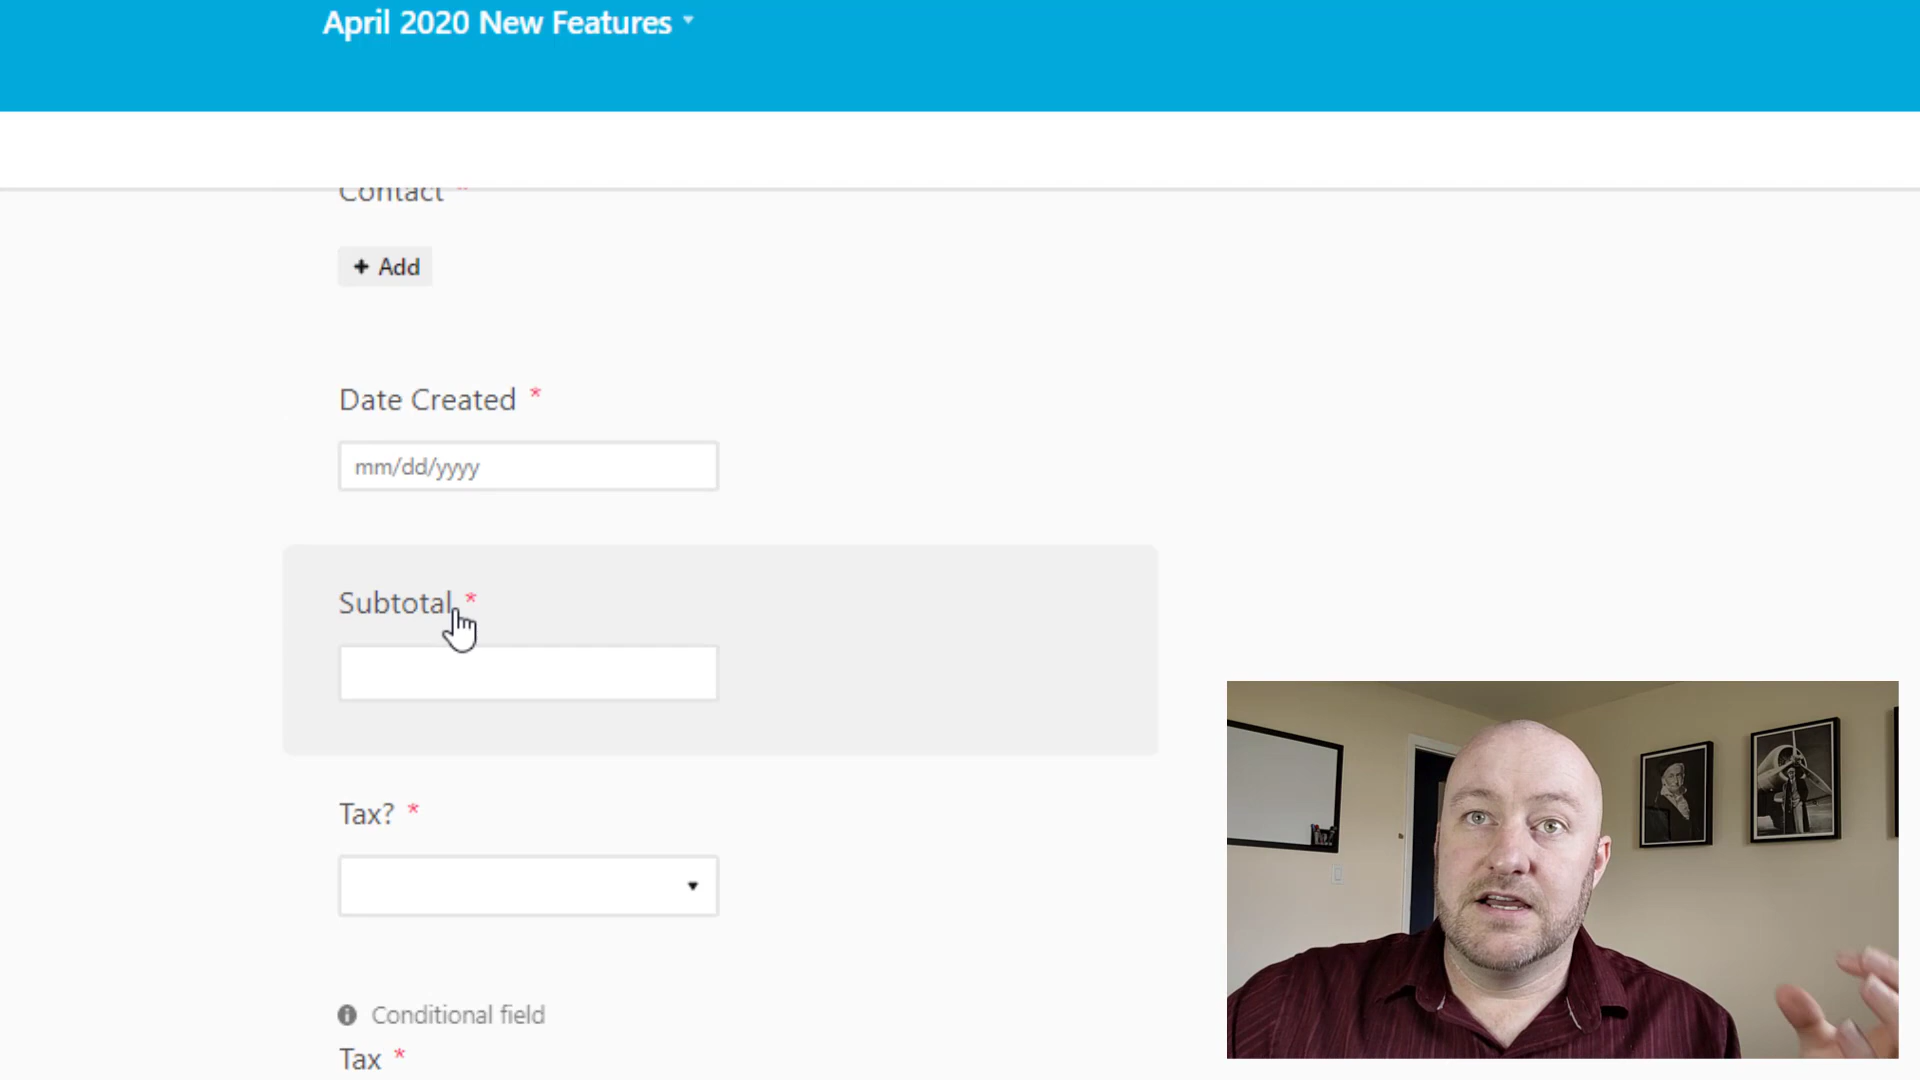 April 2020 New Features
Contact *
+ Add
Date Created *
mm/dd/yyyy
Subtotal *
Tax? *
Conditional field
Tax *